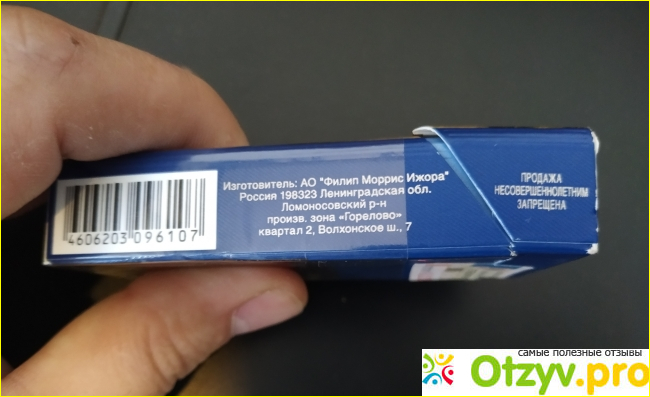 Изготовитель: АО "Филип Моррис Ижора"
Россия 198323 Ленинградская обл.
Ломоносовский р-н
произв. зона «Горелово»
квартал 2, Волхонское ш., 7
4606203 096107
ПРОДАЖА
НЕСОВЕРШЕННОЛЕТНИМ
ЗАПРЕЩЕНА
самые полезные отзывы
Otzyv.pro